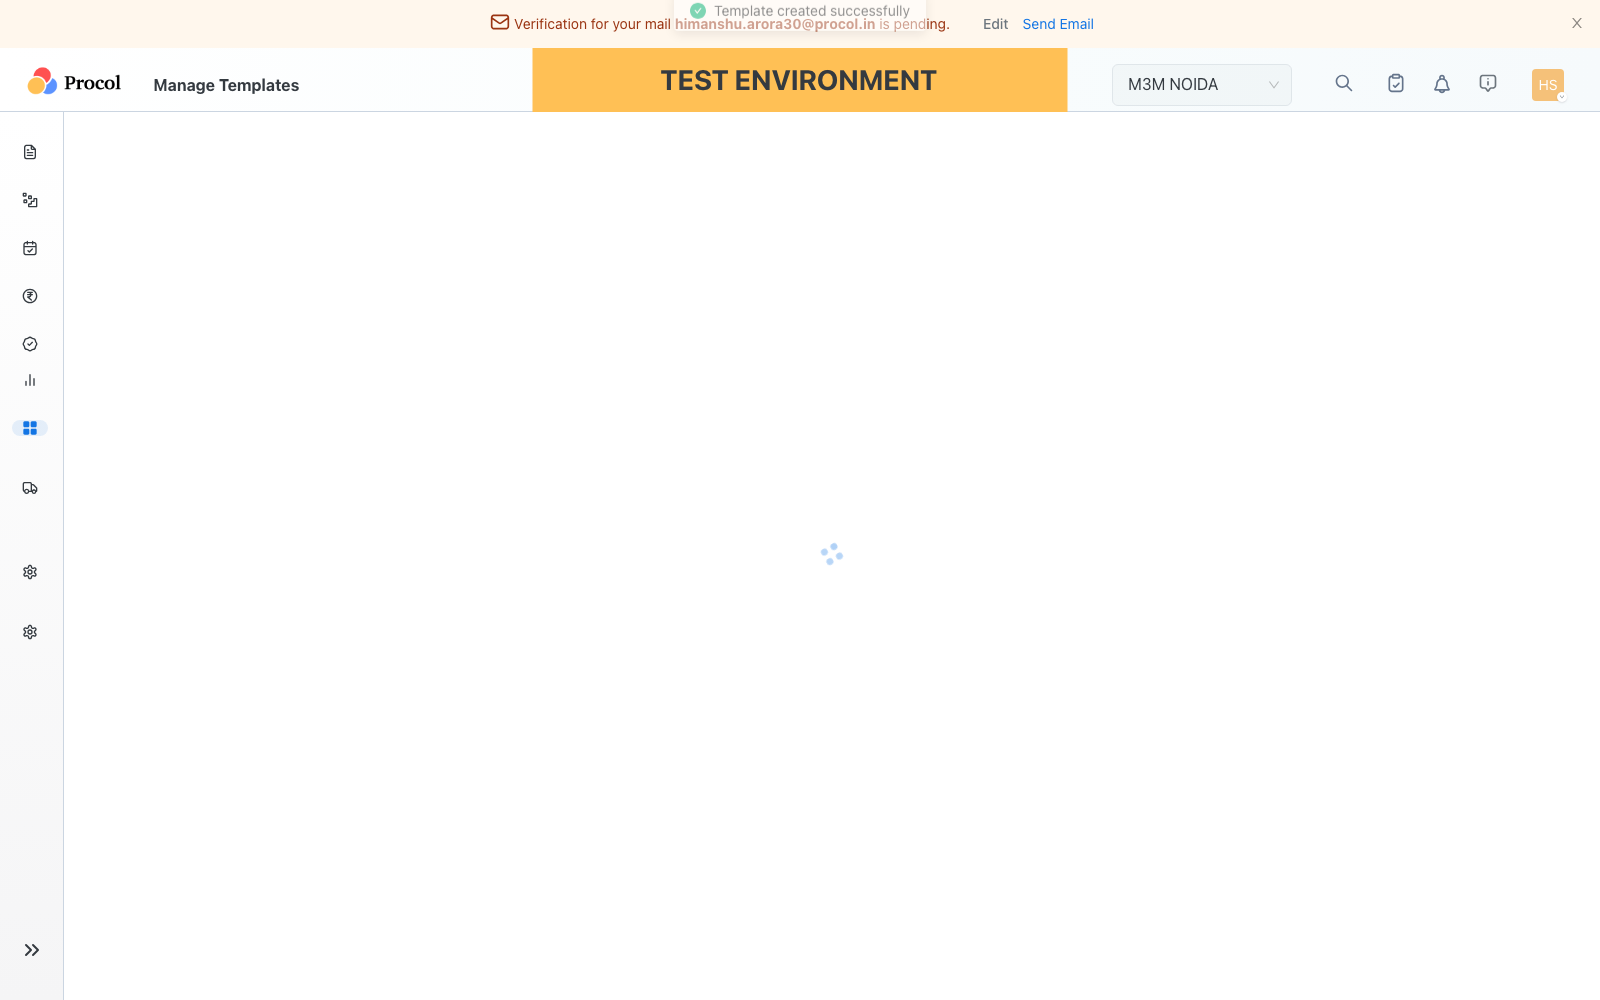 Template created successfully
Verification for your mail himanshu.arora30@procol.in is pending.
Edit
Send Email
Procol
Manage Templates
TEST ENVIRONMENT
M3M NOIDA
HS